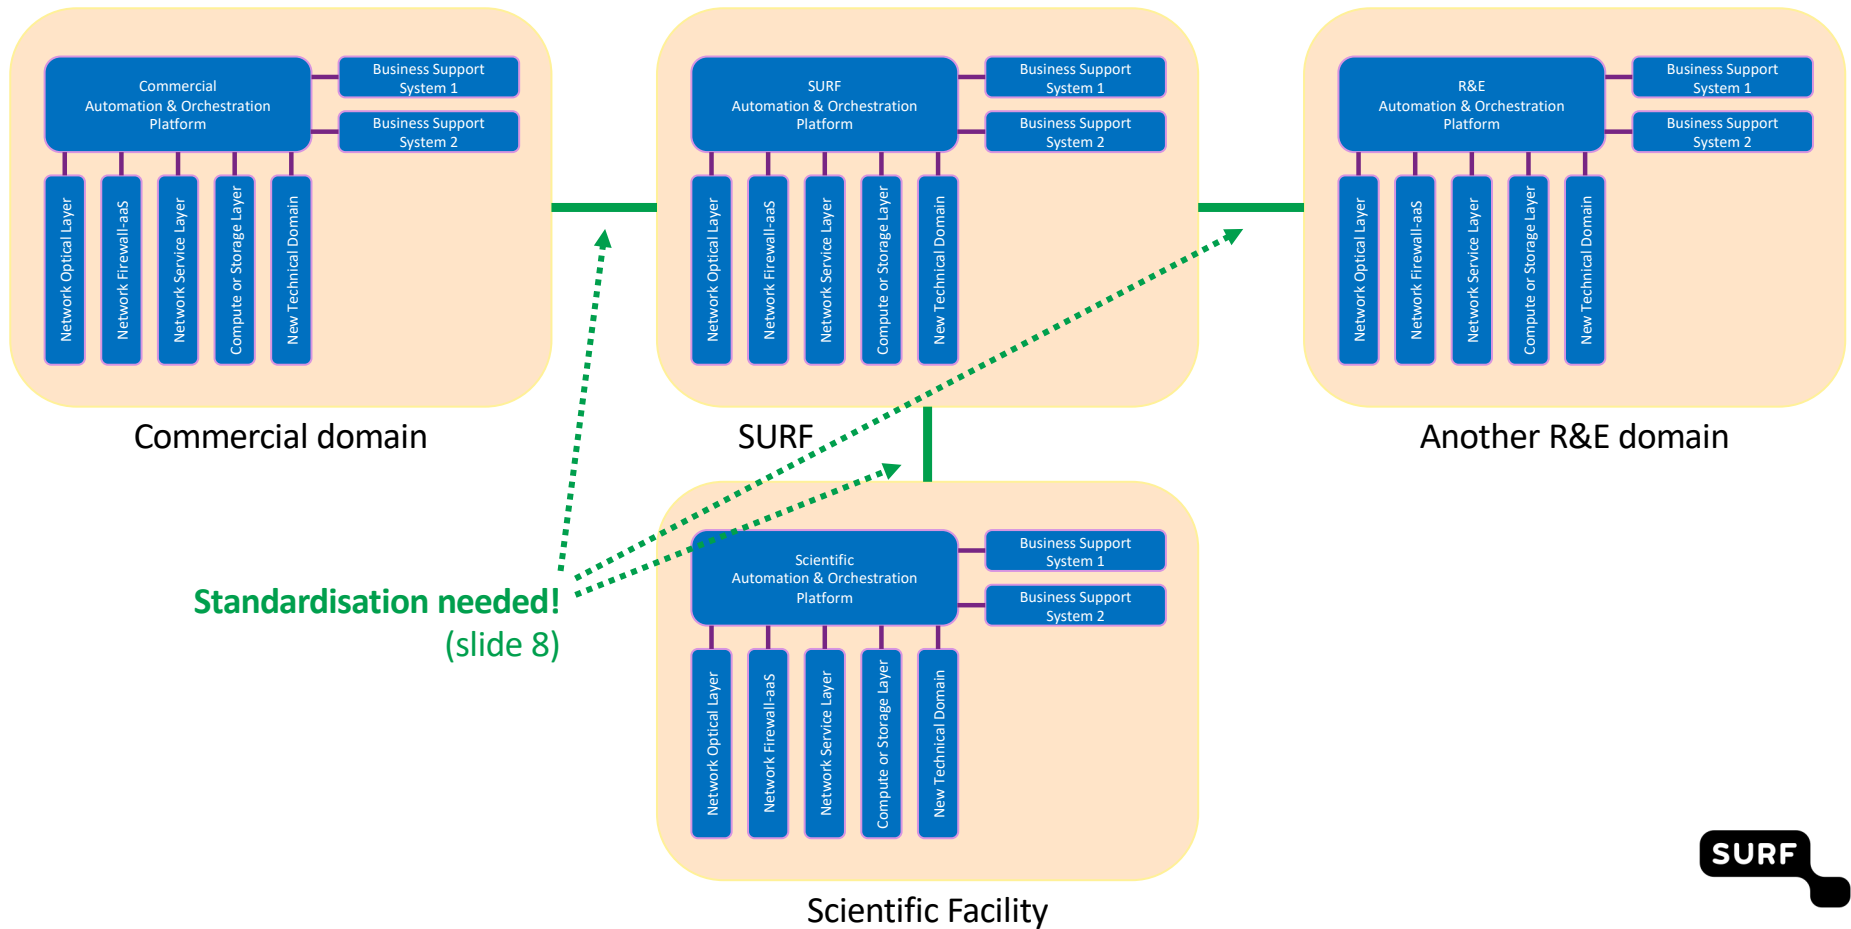 Commercial
Automation & Orchestration
Platform
Business Support
System 1
Business Support
System 2
Network Optical Layer
Network Firewall-aaS
Network Service Layer
Compute or Storage Layer
New Technical Domain
Commercial domain
SURF
Automation & Orchestration
Platform
Business Support
System 1
Business Support
System 2
Network Optical Layer
Network Firewall-aaS
Network Service Layer
Compute or Storage Layer
New Technical Domain
SURF
R&E
Automation & Orchestration
Platform
Business Support
System 1
Business Support
System 2
Network Optical Layer
Network Firewall-aaS
Network Service Layer
Compute or Storage Layer
New Technical Domain
Another R&E domain
Standardisation needed!
(slide 8)
Scientific
Automation & Orchestration
Platform
Business Support
System 1
Business Support
System 2
Network Optical Layer
Network Firewall-aaS
Network Service Layer
Compute or Storage Layer
New Technical Domain
Scientific Facility
SURF